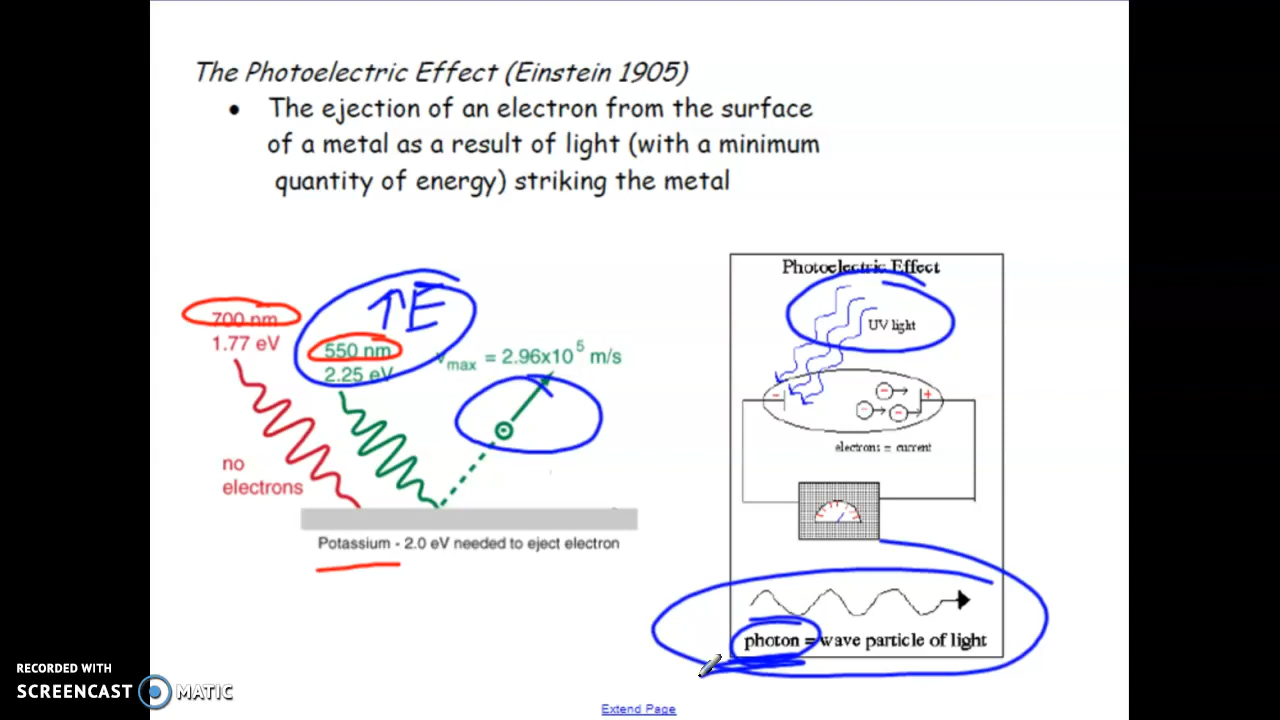 The Photoelectric Effect (Einstein 1905)
• The ejection of an electron from the surface
of a metal as a result of light (with a minimum
quantity of energy) striking the metal
↑E
700 nm
1.77 eV
550 nm
2.25 eV
vmax = 2.96x10⁵ m/s
no
electrons
Potassium - 2.0 eV needed to eject electron
Photoelectric Effect
UV light
- - - - +
electrons = current
photon = wave particle of light
RECORDED WITH
SCREENCAST MATIC
Extend Page